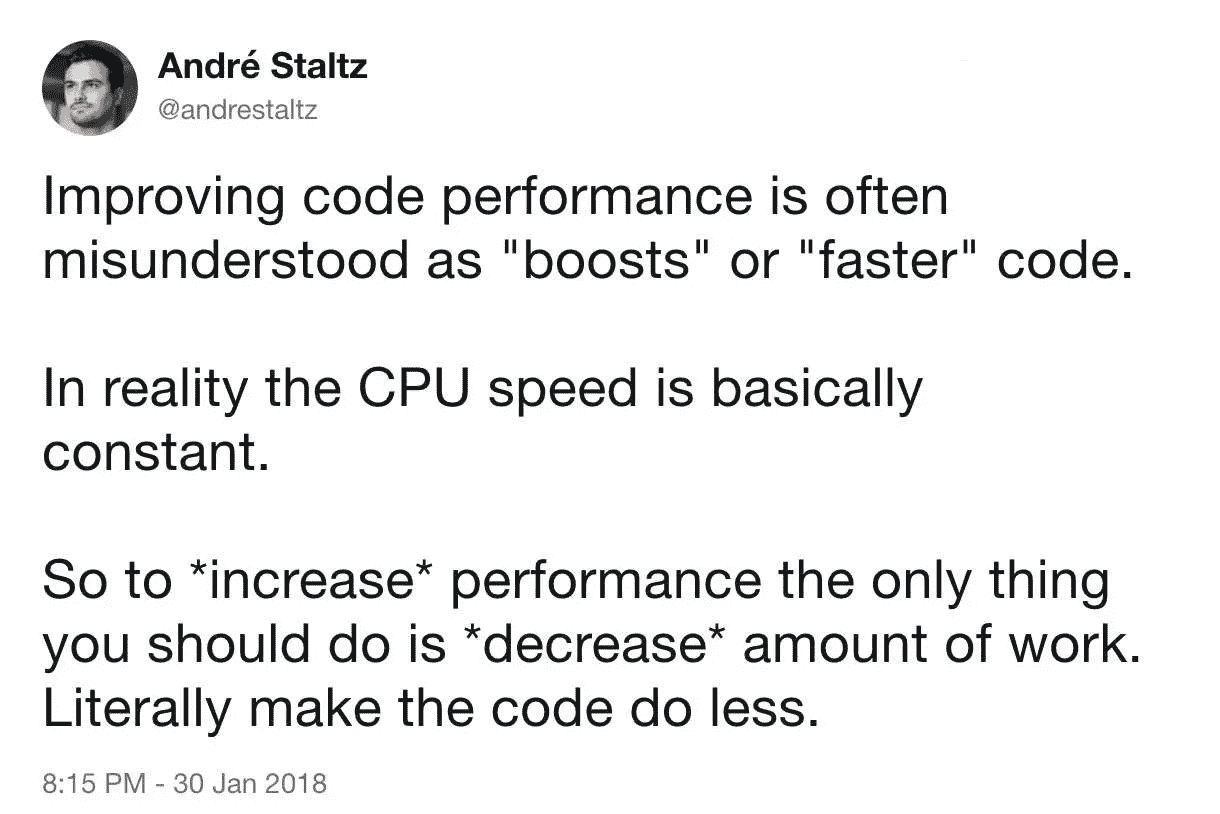 André Staltz
@andrestaltz
Improving code performance is often
misunderstood as "boosts" or "faster" code.
In reality the CPU speed is basically
constant.
So to *increase* performance the only thing
you should do is *decrease* amount of work.
Literally make the code do less.
8:15 PM - 30 Jan 2018